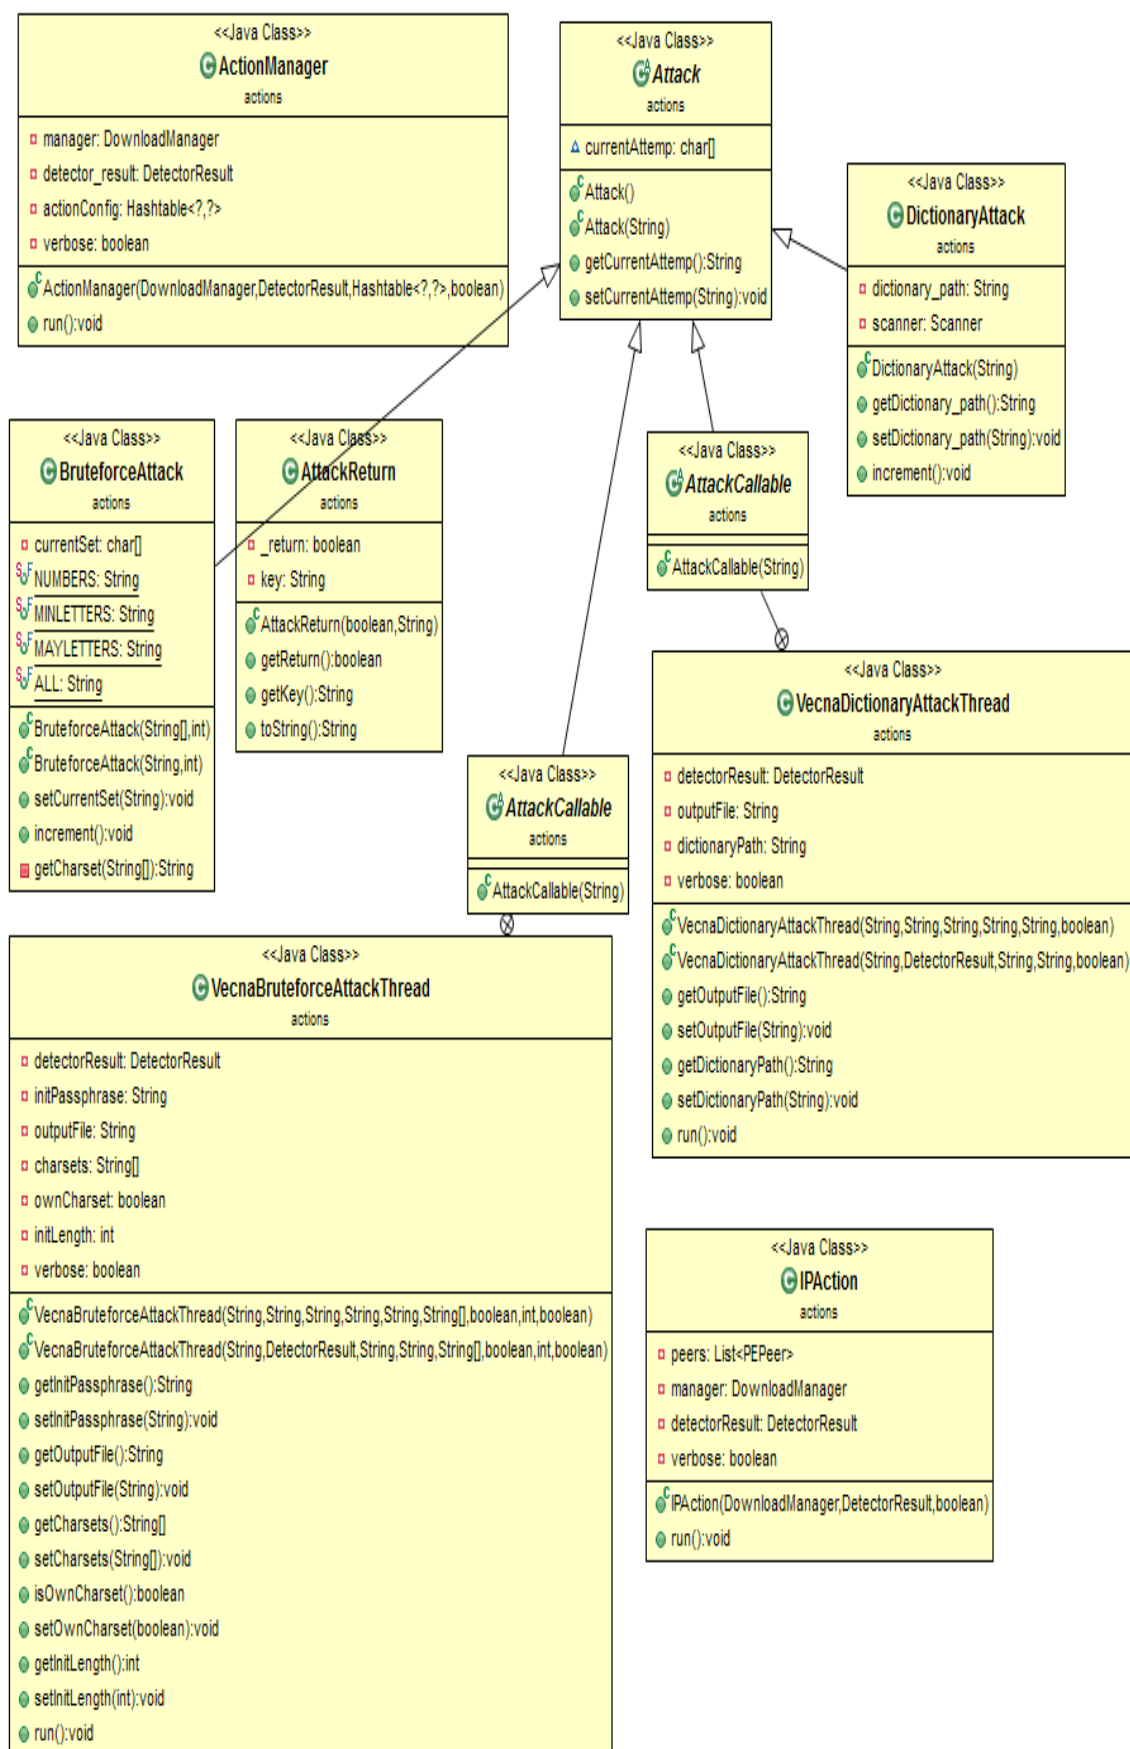 <<Java Class>>
ActionManager
actions
manager: DownloadManager
detector_result: DetectorResult
actionConfig: Hashtable<?,?>
verbose: boolean
ActionManager(DownloadManager,DetectorResult,Hashtable<?,?>,boolean)
run():void
<<Java Class>>
Attack
actions
currentAttemp: char[]
Attack()
Attack(String)
getCurrentAttemp():String
setCurrentAttemp(String):void
<<Java Class>>
DictionaryAttack
actions
dictionary_path: String
scanner: Scanner
DictionaryAttack(String)
getDictionary_path():String
setDictionary_path(String):void
increment():void
<<Java Class>>
BruteforceAttack
actions
currentSet: char[]
NUMBERS: String
MINLETTERS: String
MAYLETTERS: String
ALL: String
BruteforceAttack(String[],int)
BruteforceAttack(String,int)
setCurrentSet(String):void
increment():void
getCharset(String[]):String
<<Java Class>>
AttackReturn
actions
_return: boolean
key: String
AttackReturn(boolean,String)
getReturn():boolean
getKey():String
toString():String
<<Java Class>>
AttackCallable
actions
AttackCallable(String)
<<Java Class>>
VecnaDictionaryAttackThread
actions
detectorResult: DetectorResult
outputFile: String
dictionaryPath: String
verbose: boolean
VecnaDictionaryAttackThread(String,String,String,String,String,boolean)
VecnaDictionaryAttackThread(String,DetectorResult,String,String,boolean)
getOutputFile():String
setOutputFile(String):void
getDictionaryPath():String
setDictionaryPath(String):void
run():void
<<Java Class>>
AttackCallable
actions
AttackCallable(String)
<<Java Class>>
VecnaBruteforceAttackThread
actions
detectorResult: DetectorResult
initPassphrase: String
outputFile: String
charsets: String[]
ownCharset: boolean
initLength: int
verbose: boolean
VecnaBruteforceAttackThread(String,String,String,String,String,String[],boolean,int,boolean)
VecnaBruteforceAttackThread(String,DetectorResult,String,String,String[],boolean,int,boolean)
getInitPassphrase():String
setInitPassphrase(String):void
getOutputFile():String
setOutputFile(String):void
getCharsets():String[]
setCharsets(String[]):void
isOwnCharset():boolean
setOwnCharset(boolean):void
getInitLength():int
setInitLength(int):void
run():void
<<Java Class>>
IPAction
actions
peers: List<PEPeer>
manager: DownloadManager
detectorResult: DetectorResult
verbose: boolean
IPAction(DownloadManager,DetectorResult,boolean)
run():void